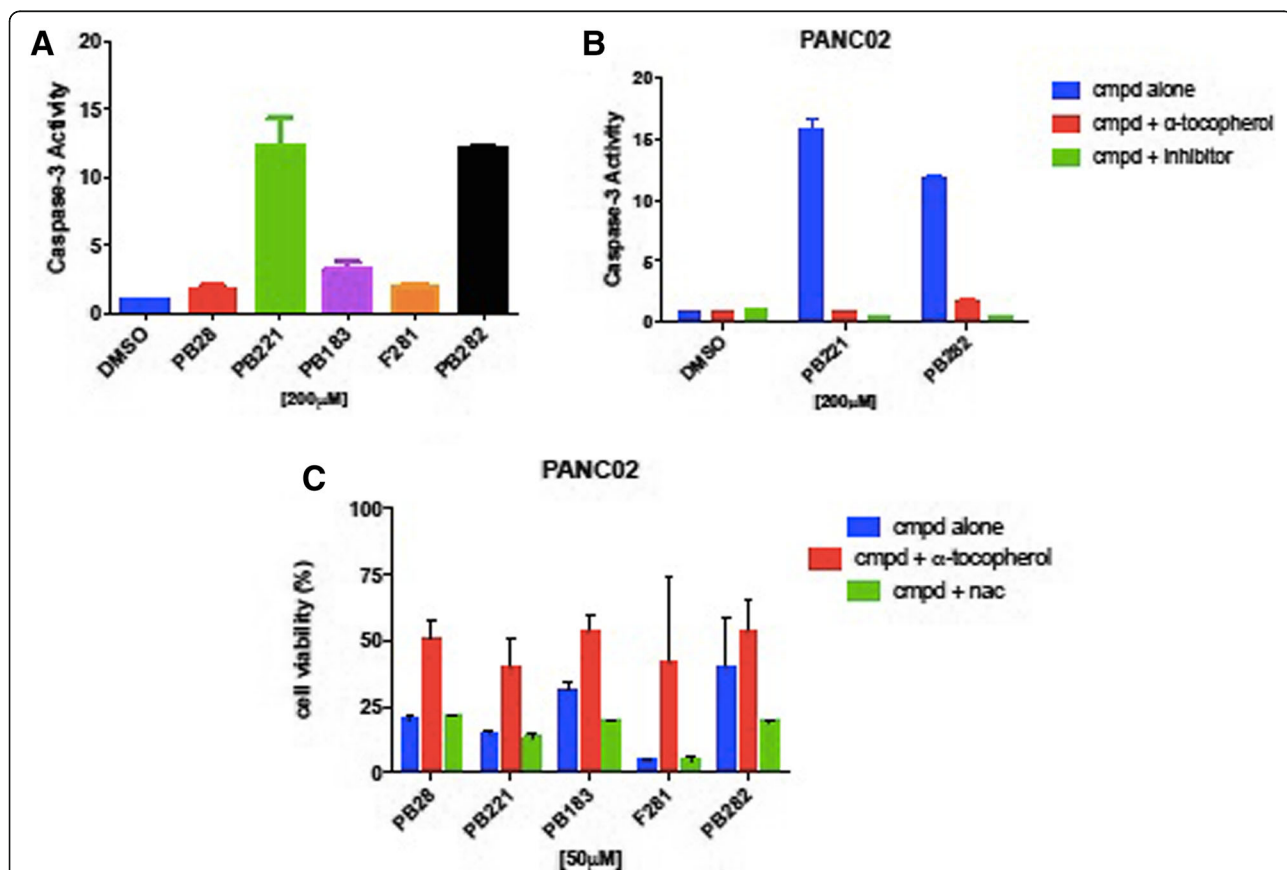 A
20
15
10
5
0
Caspase-3 Activity
DMSO
PB28
PB221
PB183
F281
PB282
[200μM]
B
PANC02
20
15
10
5
0
Caspase-3 Activity
DMSO
PB221
PB282
[200μM]
cmpd alone
cmpd + α-tocopherol
cmpd + inhibitor
C
PANC02
100
75
50
25
0
cell viability (%)
PB28
PB221
PB183
F281
PB282
[50μM]
cmpd alone
cmpd + α-tocopherol
cmpd + nac